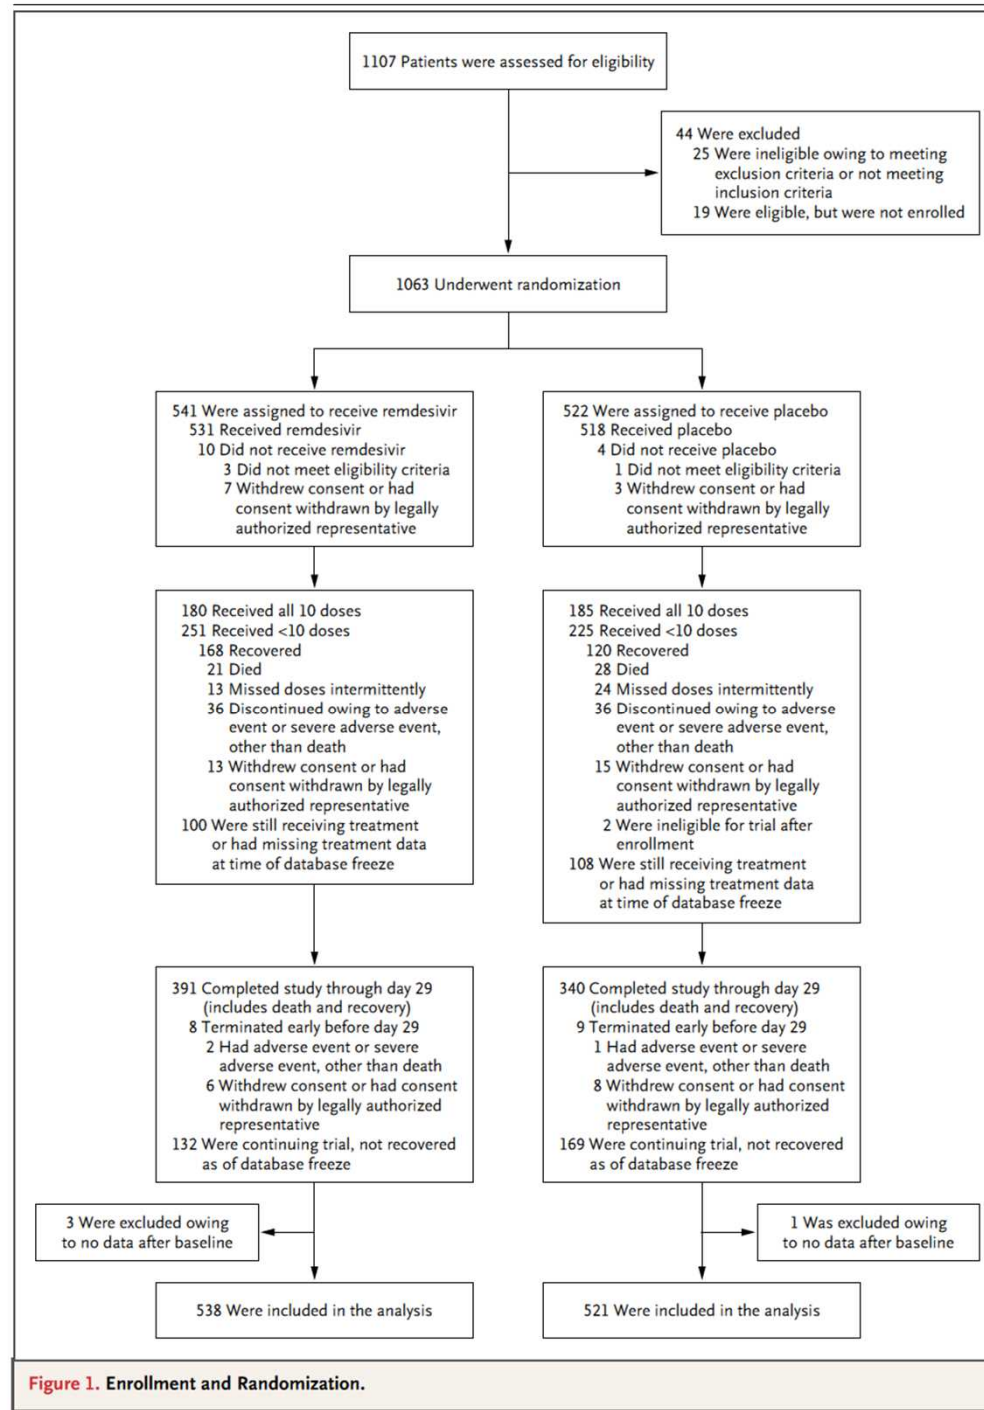 1107 Patients were assessed for eligibility
44 Were excluded
25 Were ineligible owing to meeting
exclusion criteria or not meeting
inclusion criteria
19 Were eligible, but were not enrolled
1063 Underwent randomization
541 Were assigned to receive remdesivir
531 Received remdesivir
10 Did not receive remdesivir
3 Did not meet eligibility criteria
7 Withdrew consent or had
consent withdrawn by legally
authorized representative
522 Were assigned to receive placebo
518 Received placebo
4 Did not receive placebo
1 Did not meet eligibility criteria
3 Withdrew consent or had
consent withdrawn by legally
authorized representative
180 Received all 10 doses
251 Received <10 doses
168 Recovered
21 Died
13 Missed doses intermittently
36 Discontinued owing to adverse
event or severe adverse event,
other than death
13 Withdrew consent or had
consent withdrawn by legally
authorized representative
100 Were still receiving treatment
or had missing treatment data
at time of database freeze
185 Received all 10 doses
225 Received <10 doses
120 Recovered
28 Died
24 Missed doses intermittently
36 Discontinued owing to adverse
event or severe adverse event,
other than death
15 Withdrew consent or had
consent withdrawn by legally
authorized representative
2 Were ineligible for trial after
enrollment
108 Were still receiving treatment
or had missing treatment data
at time of database freeze
391 Completed study through day 29
(includes death and recovery)
8 Terminated early before day 29
2 Had adverse event or severe
adverse event, other than death
6 Withdrew consent or had consent
withdrawn by legally authorized
representative
132 Were continuing trial, not recovered
as of database freeze
340 Completed study through day 29
(includes death and recovery)
9 Terminated early before day 29
1 Had adverse event or severe
adverse event, other than death
8 Withdrew consent or had consent
withdrawn by legally authorized
representative
169 Were continuing trial, not recovered
as of database freeze
3 Were excluded owing
to no data after baseline
1 Was excluded owing
to no data after baseline
538 Were included in the analysis
521 Were included in the analysis
Figure 1. Enrollment and Randomization.